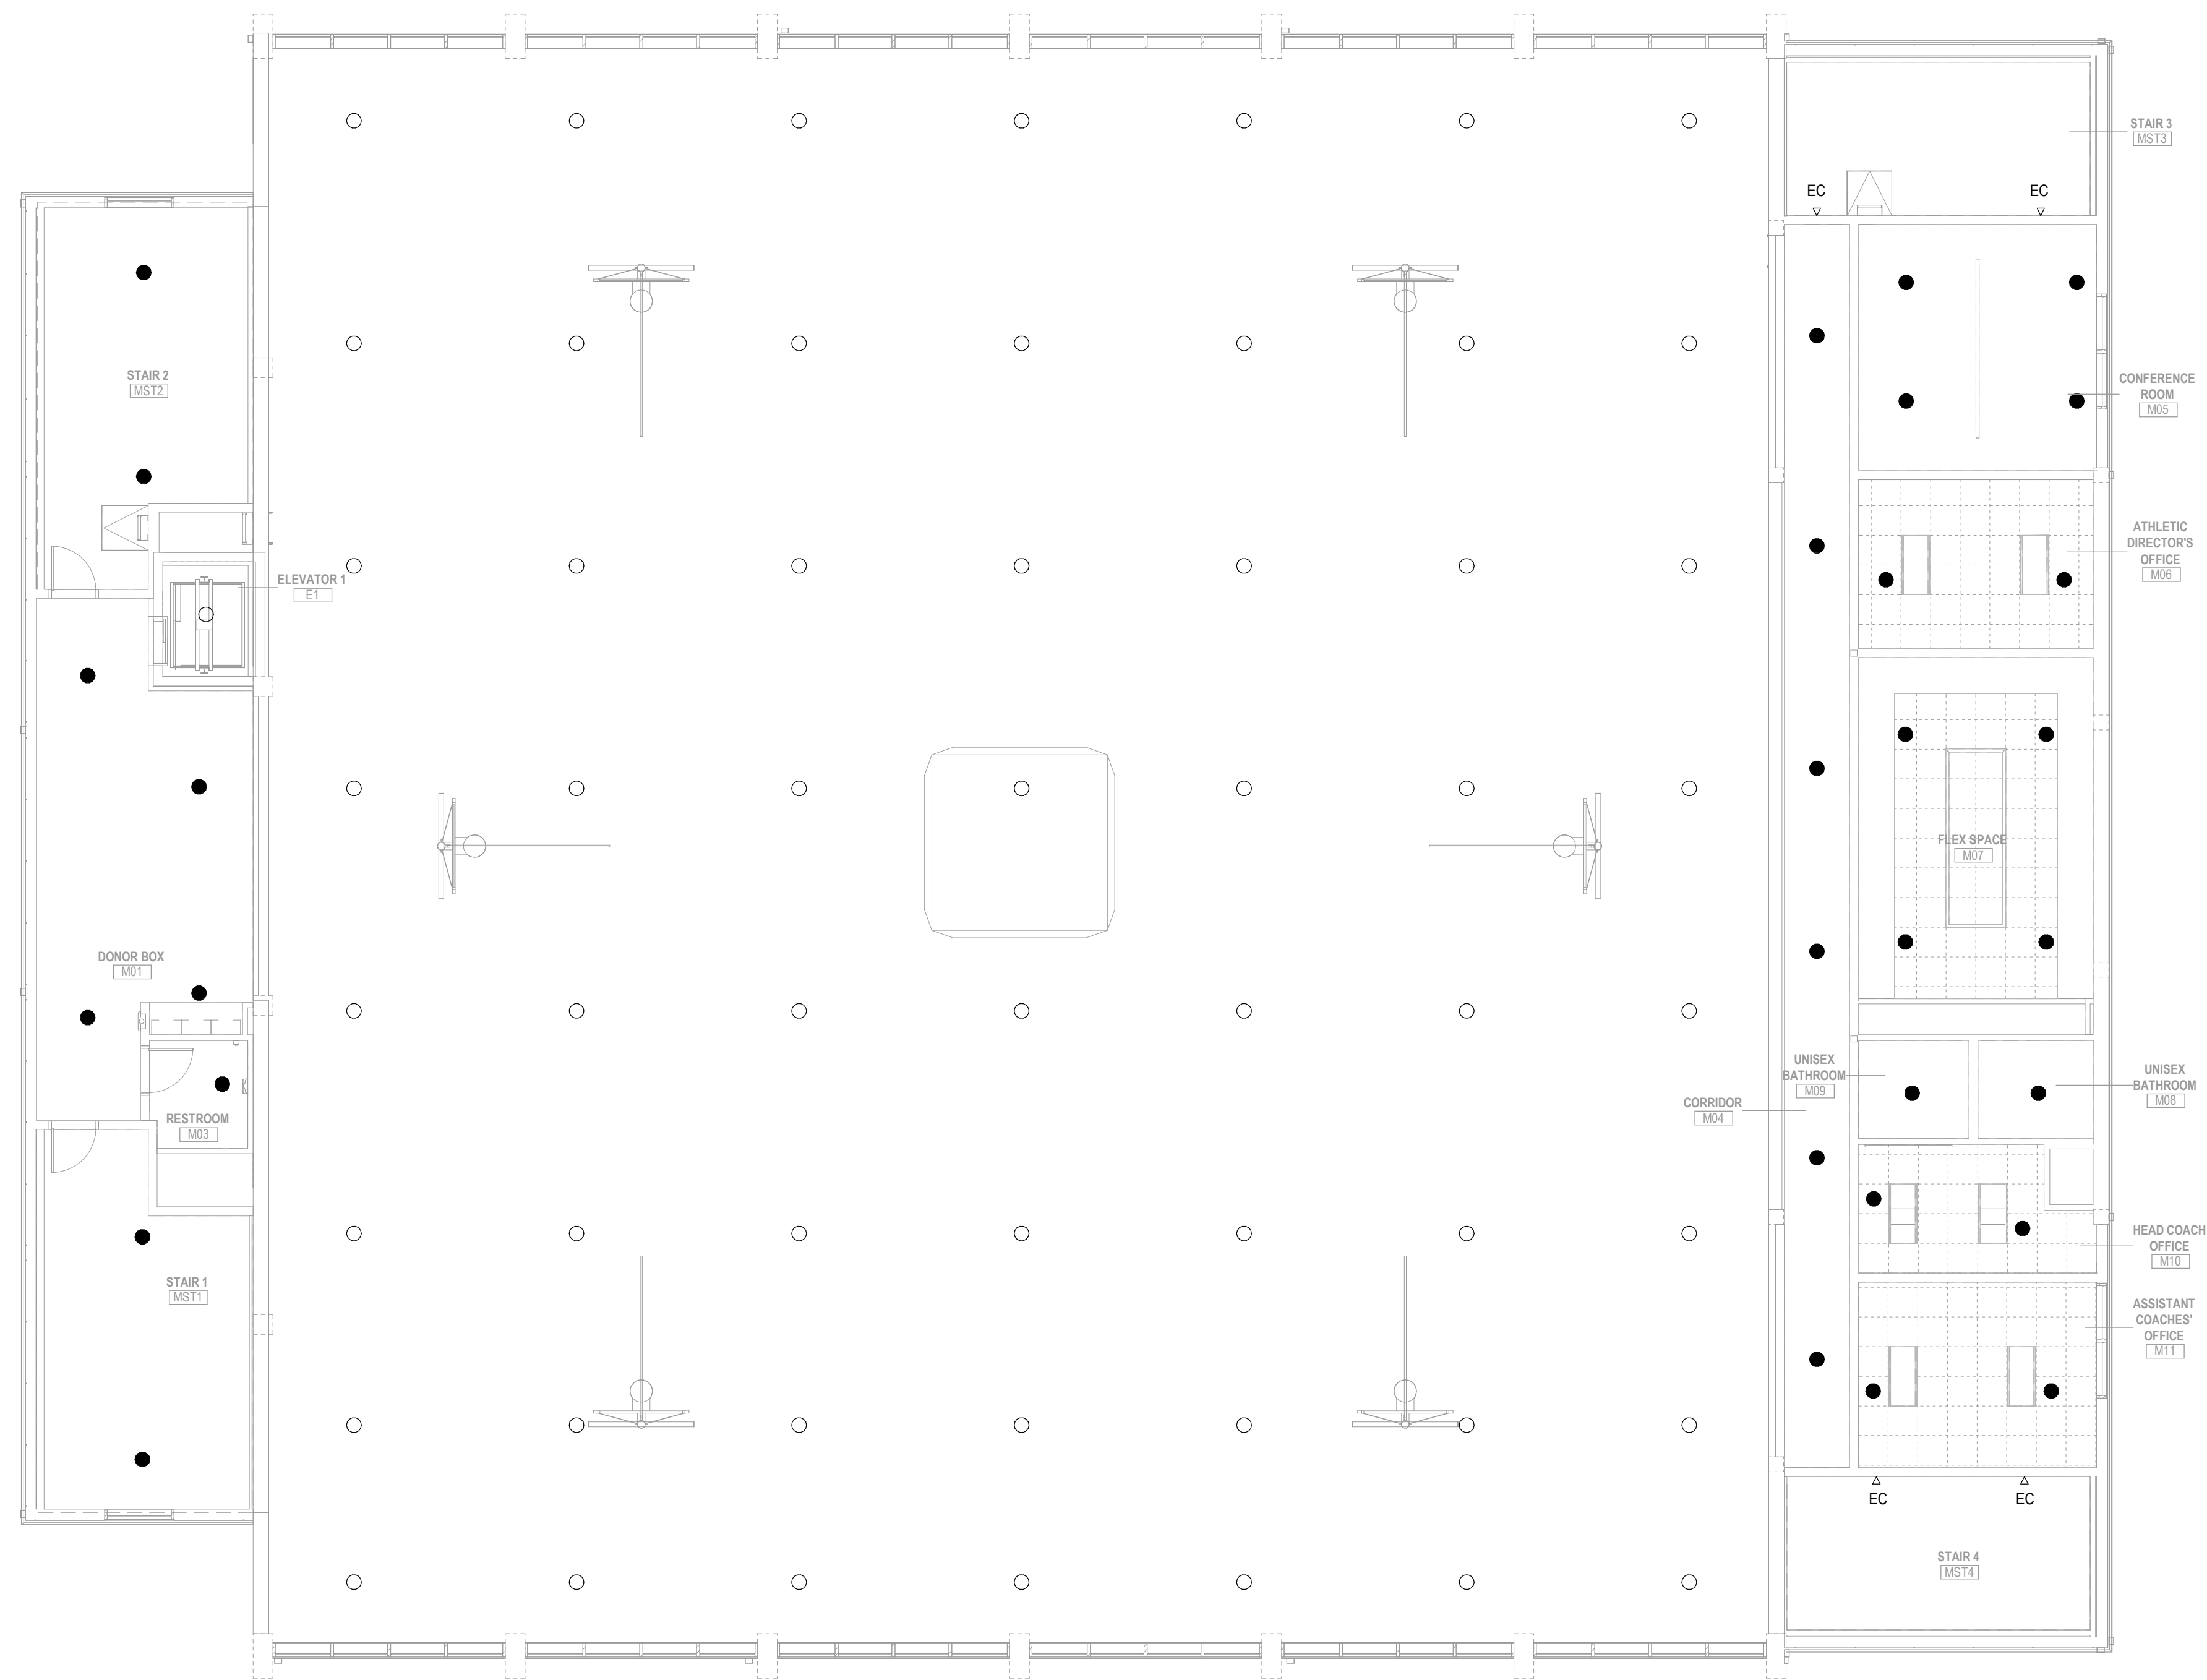 STAIR 3
MST3
EC
EC
STAIR 2
MST2
CONFERENCE
ROOM
M05
ATHLETIC
DIRECTOR'S
OFFICE
M06
ELEVATOR 1
E1
FLEX SPACE
M07
DONOR BOX
M01
UNISEX
BATHROOM
M09
UNISEX
BATHROOM
M08
CORRIDOR
M04
RESTROOM
M03
HEAD COACH
OFFICE
M10
STAIR 1
MST1
ASSISTANT
COACHES'
OFFICE
M11
EC
EC
STAIR 4
MST4